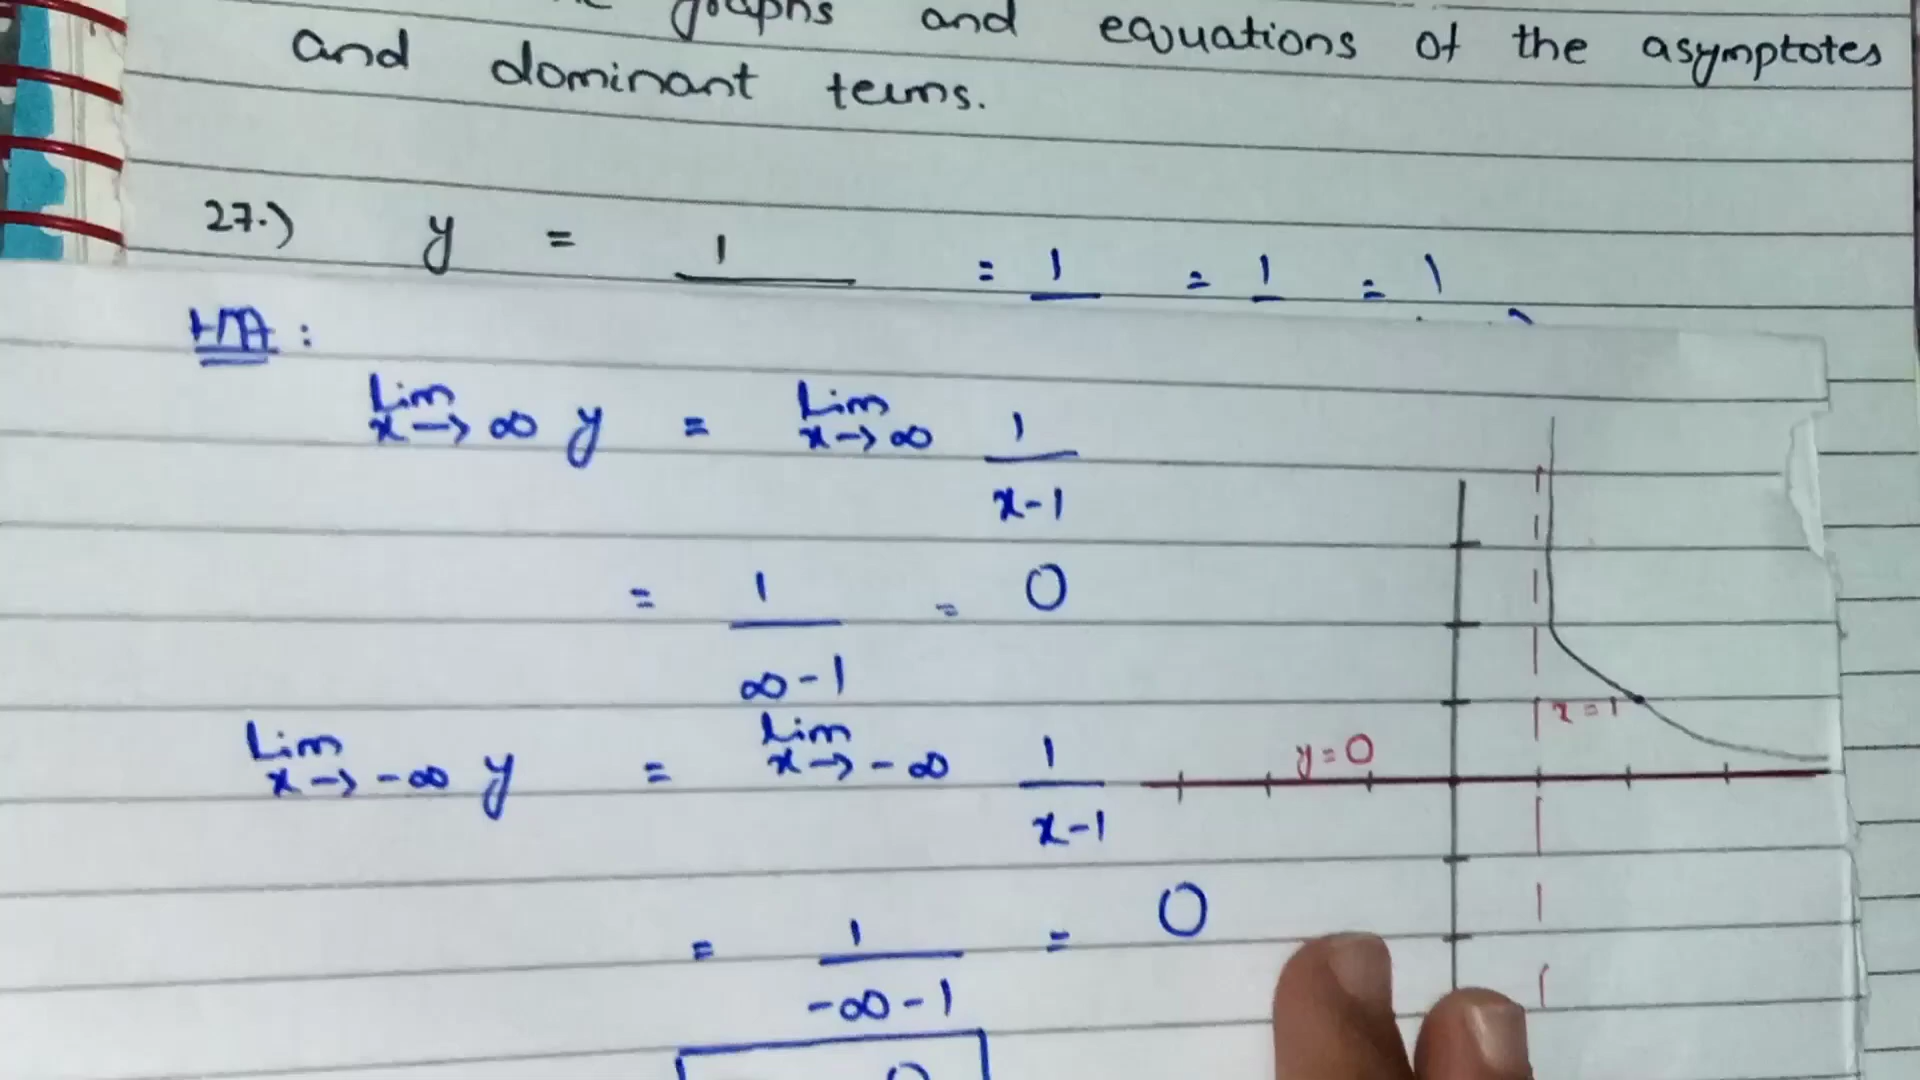 graphs and equations of the asymptotes
and dominant terms.
27.) y = 1 = 1 = 1 = 1
HA :
Lim x→∞ y = Lim x→∞ 1/(x-1)
= 1/(∞-1) = 0
Lim x→-∞ y = Lim x→-∞ 1/(x-1)
= 1/(-∞-1) = 0
x=1
y=0